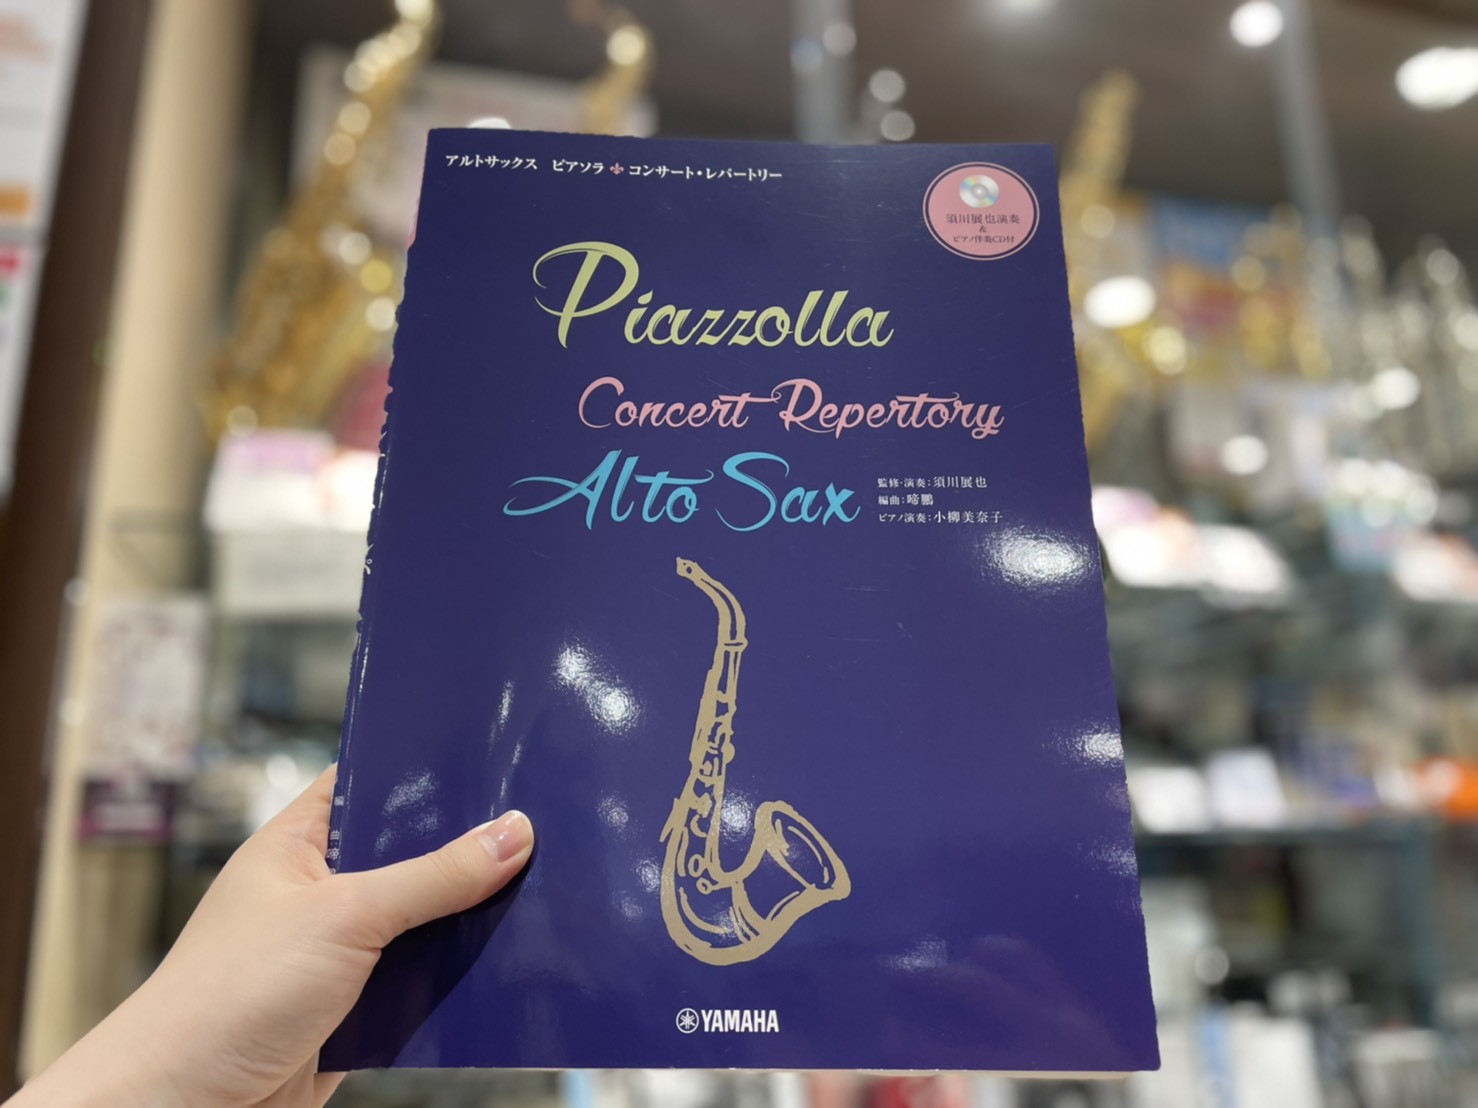 アルトサックス ピアソラ コンサート・レパートリー
須川展也演奏
&
ピアノ伴奏CD付
Piazzolla
Concert Repertory
Alto Sax
監修・演奏:須川展也
編曲:啼鵬
ピアノ演奏:小柳美奈子
編曲:啼
YAMAHA